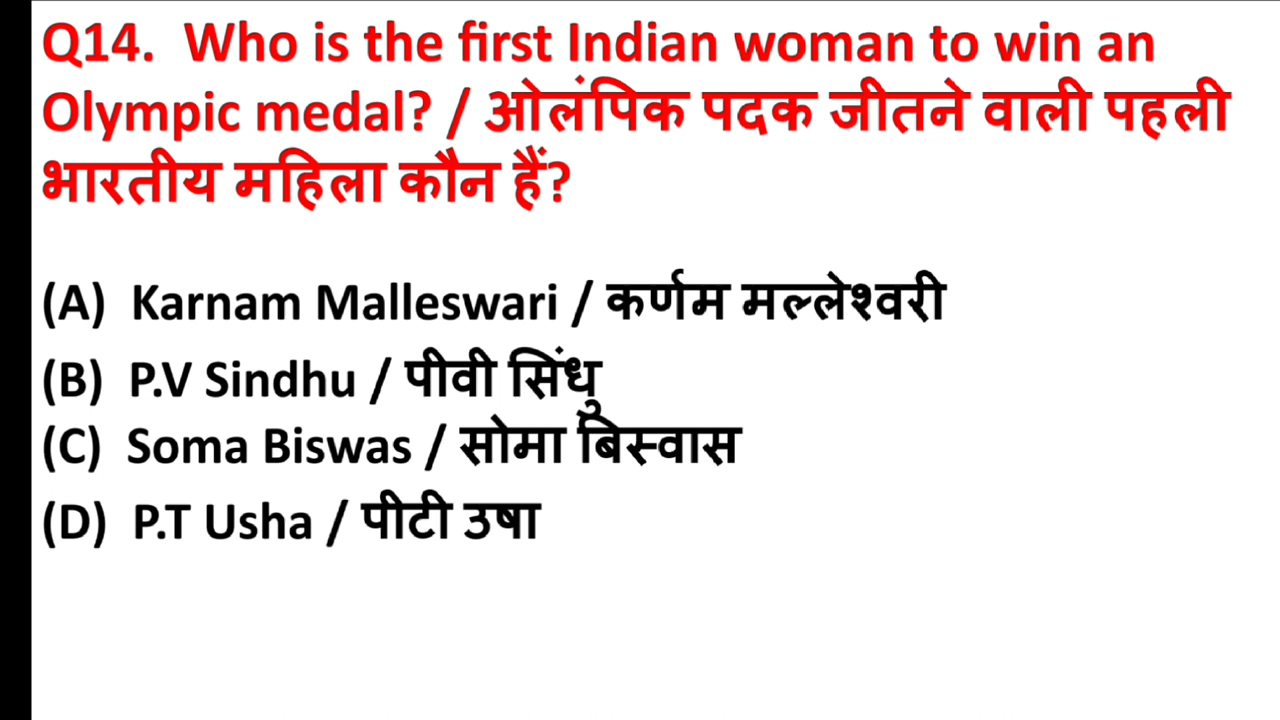 Q14. Who is the first Indian woman to win an
Olympic medal? / ओलंपिक पदक जीतने वाली पहली
भारतीय महिला कौन हैं?
(A) Karnam Malleswari / कर्णम मल्लेश्वरी
(B) P.V Sindhu / पीवी सिंधु
(C) Soma Biswas / सोमा बिस्वास
(D) P.T Usha / पीटी उषा